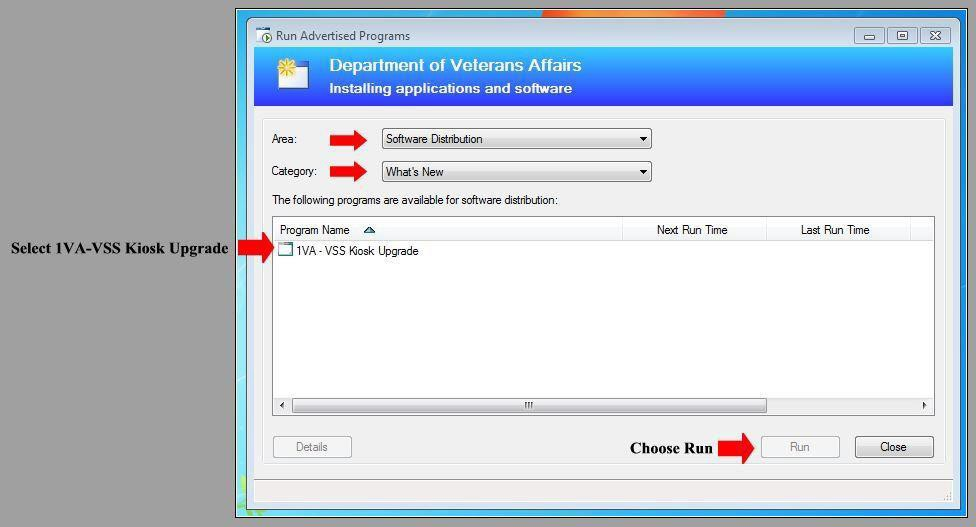 Run Advertised Programs
Department of Veterans Affairs
Installing applications and software
Area:
Software Distribution
Category:
What's New
The following programs are available for software distribution:
Program Name Next Run Time Last Run Time
Select 1VA-VSS Kiosk Upgrade
1VA - VSS Kiosk Upgrade
Details
Choose Run
Run
Close